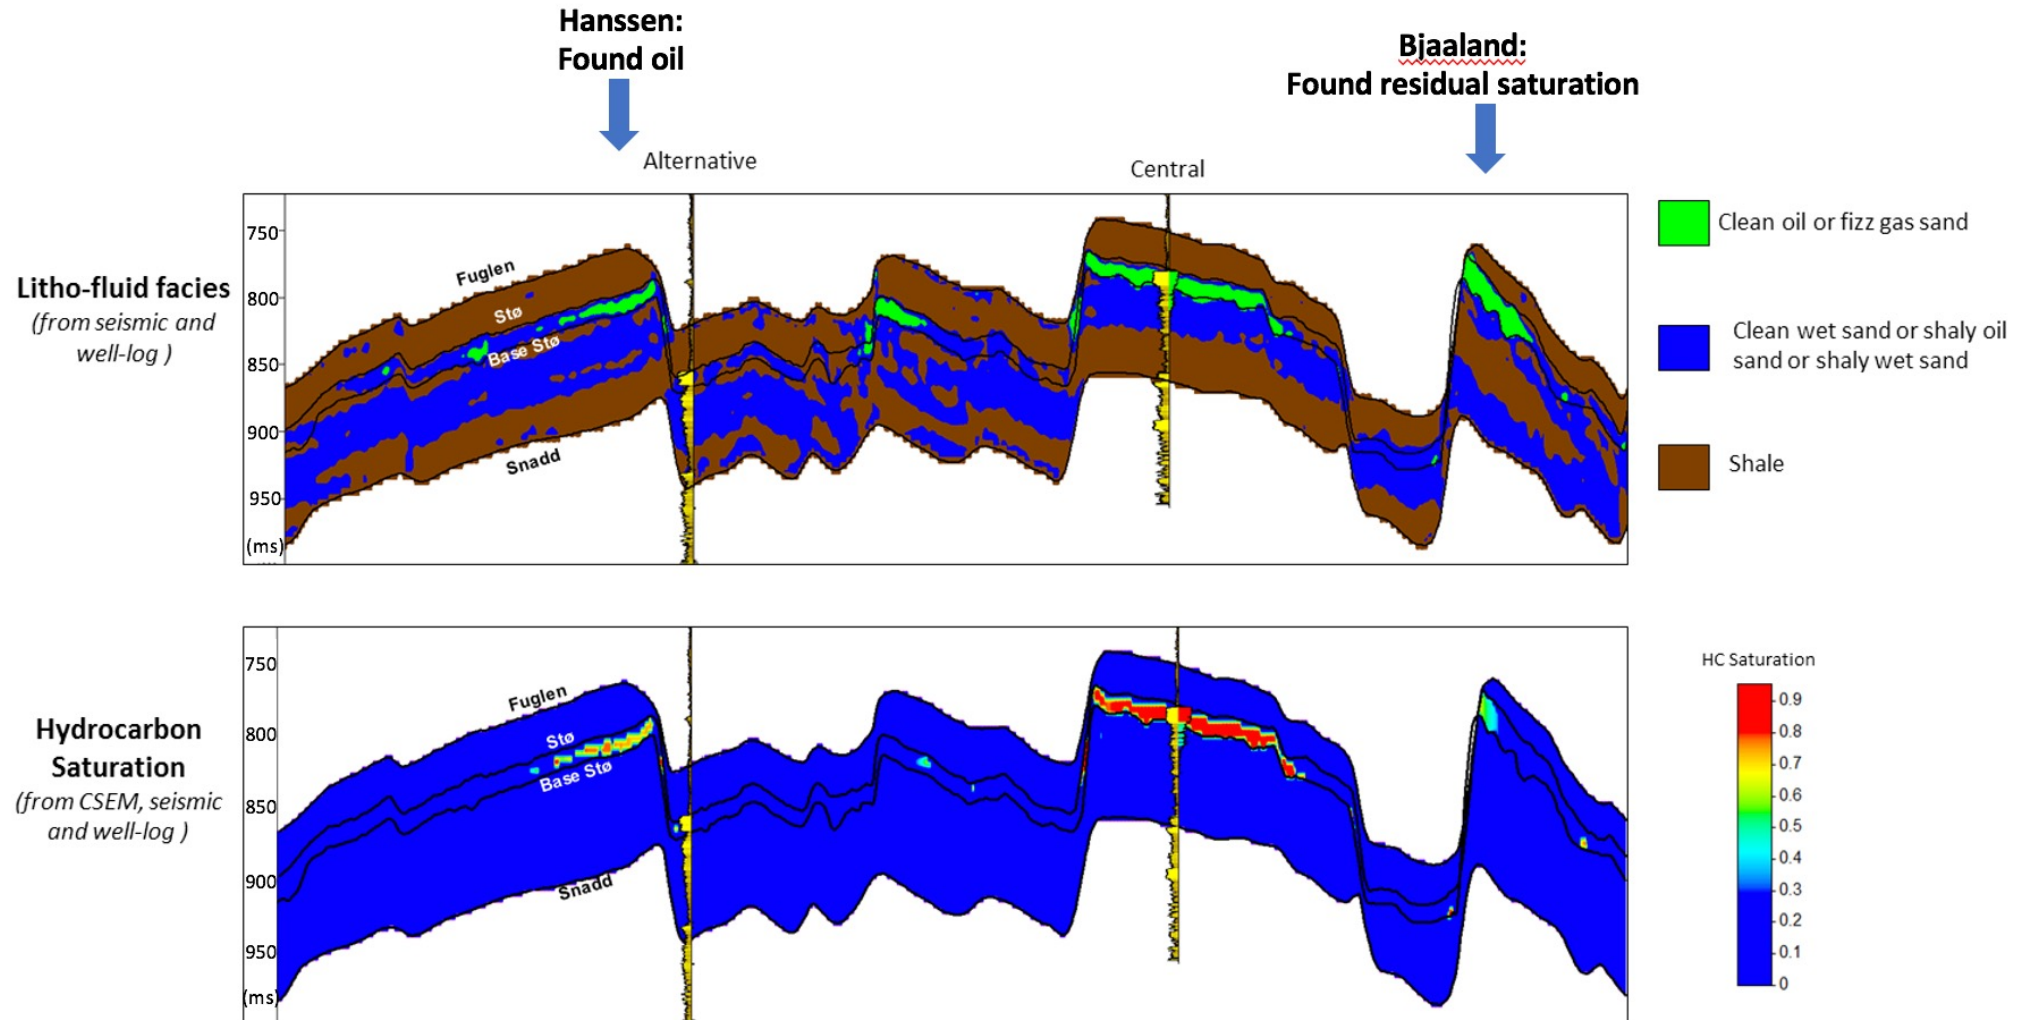 Hanssen:
Found oil
Bjaaland:
Found residual saturation
Alternative
Central
Litho-fluid facies
(from seismic and
well-log )
750
800
850
900
950
(ms)
Fuglen
Stø
Base Stø
Snadd
Clean oil or fizz gas sand
Clean wet sand or shaly oil
sand or shaly wet sand
Shale
Hydrocarbon
Saturation
(from CSEM, seismic
and well-log )
750
800
850
900
950
(ms)
Fuglen
Stø
Base Stø
Snadd
HC Saturation
0.9
0.8
0.7
0.6
0.5
0.4
0.3
0.2
0.1
0